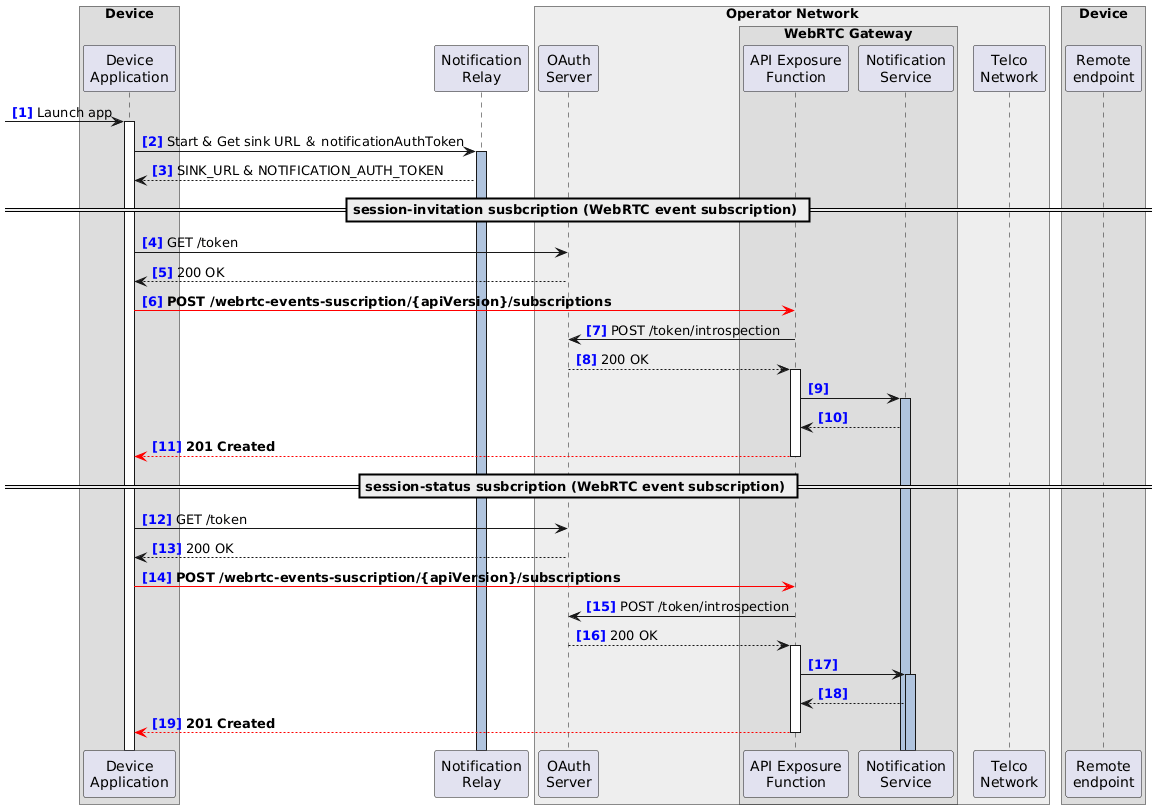 Device
Operator Network
Device
WebRTC Gateway
Device
Application
Notification
Relay
OAuth
Server
API Exposure
Function
Notification
Service
Telco
Network
Remote
endpoint
[1] Launch app
[2] Start & Get sink URL & notificationAuthToken
[3] SINK_URL & NOTIFICATION_AUTH_TOKEN
session-invitation susbcription (WebRTC event subscription)
[4] GET /token
[5] 200 OK
[6] POST /webrtc-events-suscription/{apiVersion}/subscriptions
[7] POST /token/introspection
[8] 200 OK
[9]
[10]
[11] 201 Created
session-status susbcription (WebRTC event subscription)
[12] GET /token
[13] 200 OK
[14] POST /webrtc-events-suscription/{apiVersion}/subscriptions
[15] POST /token/introspection
[16] 200 OK
[17]
[18]
[19] 201 Created
Device
Application
Notification
Relay
OAuth
Server
API Exposure
Function
Notification
Service
Telco
Network
Remote
endpoint